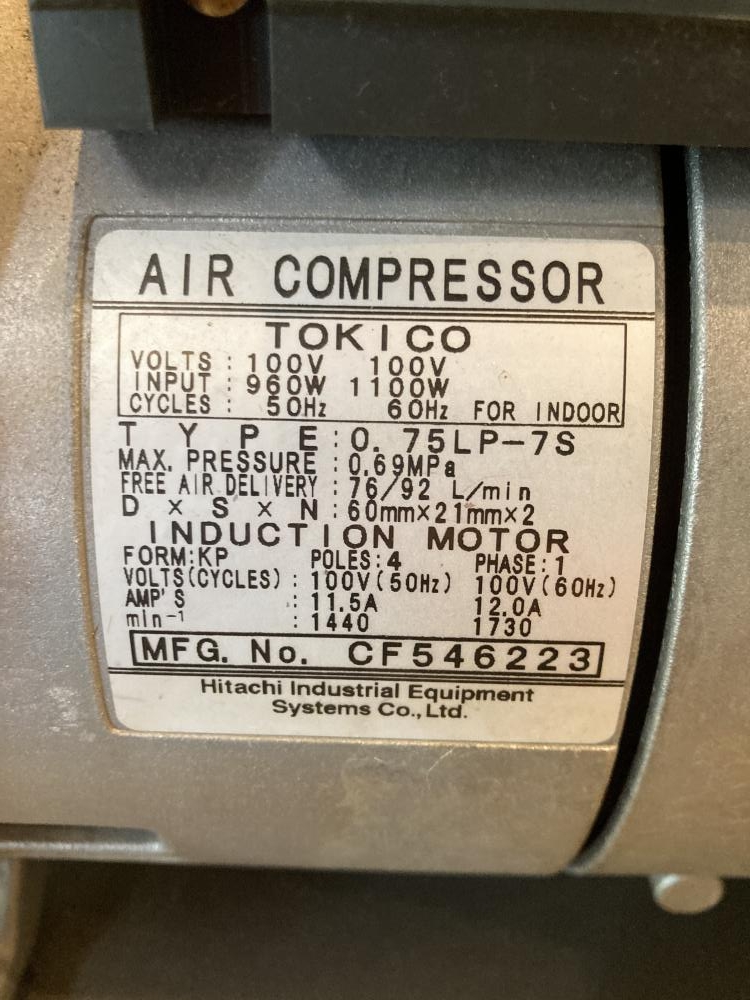 AIR COMPRESSOR
TOKICO
VOLTS : 100V 100V
INPUT : 960W 1100W
CYCLES : 50Hz 60Hz FOR INDOOR
TYPE : 0.75LP-7S
MAX. PRESSURE : 0.69MPa
FREE AIR DELIVERY : 76/92 L/min
D × S × N : 60mm×21mm×2
INDUCTION MOTOR
FORM:KP POLES:4 PHASE:1
VOLTS(CYCLES) : 100V(50Hz) 100V(60Hz)
AMP'S : 11.5A 12.0A
min⁻¹ : 1440 1730
MFG. No. CF546223
Hitachi Industrial Equipment
Systems Co.,Ltd.